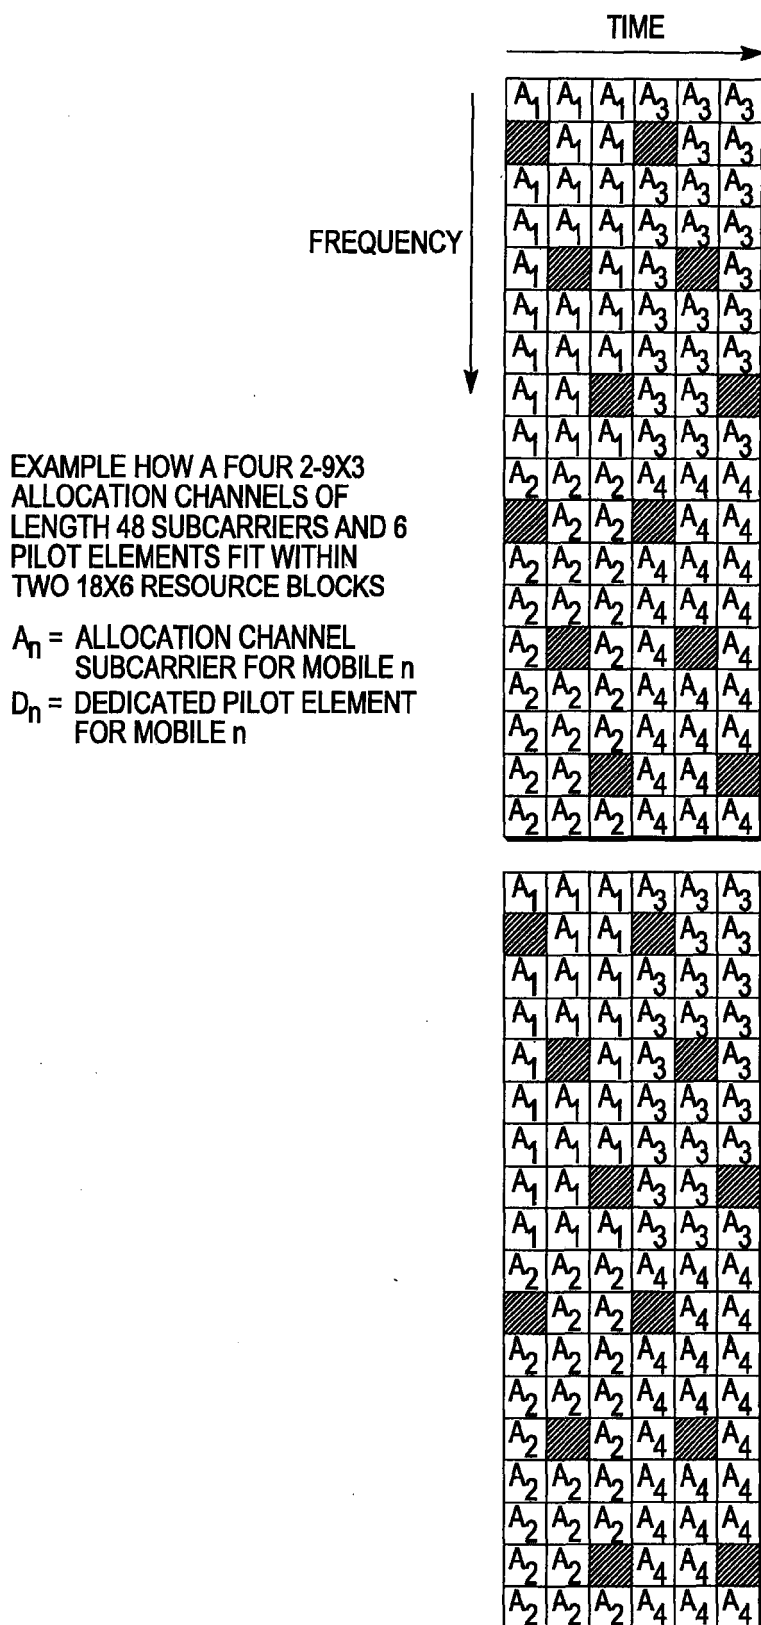 TIME
FREQUENCY
EXAMPLE HOW A FOUR 2-9X3
ALLOCATION CHANNELS OF
LENGTH 48 SUBCARRIERS AND 6
PILOT ELEMENTS FIT WITHIN
TWO 18X6 RESOURCE BLOCKS
An = ALLOCATION CHANNEL
SUBCARRIER FOR MOBILE n
Dn = DEDICATED PILOT ELEMENT
FOR MOBILE n
A1 A1 A1 A3 A3 A3
A1 A1 A3 A3
A1 A1 A1 A3 A3 A3
A1 A1 A1 A3 A3 A3
A1 A1 A3 A3
A1 A1 A1 A3 A3 A3
A1 A1 A1 A3 A3 A3
A1 A1 A3 A3
A1 A1 A1 A3 A3 A3
A2 A2 A2 A4 A4 A4
A2 A2 A4 A4
A2 A2 A2 A4 A4 A4
A2 A2 A2 A4 A4 A4
A2 A2 A4 A4
A2 A2 A2 A4 A4 A4
A2 A2 A2 A4 A4 A4
A2 A2 A4 A4
A2 A2 A2 A4 A4 A4
A1 A1 A1 A3 A3 A3
A1 A1 A3 A3
A1 A1 A1 A3 A3 A3
A1 A1 A1 A3 A3 A3
A1 A1 A3 A3
A1 A1 A1 A3 A3 A3
A1 A1 A1 A3 A3 A3
A1 A1 A3 A3
A1 A1 A1 A3 A3 A3
A2 A2 A2 A4 A4 A4
A2 A2 A4 A4
A2 A2 A2 A4 A4 A4
A2 A2 A2 A4 A4 A4
A2 A2 A4 A4
A2 A2 A2 A4 A4 A4
A2 A2 A2 A4 A4 A4
A2 A2 A4 A4
A2 A2 A2 A4 A4 A4